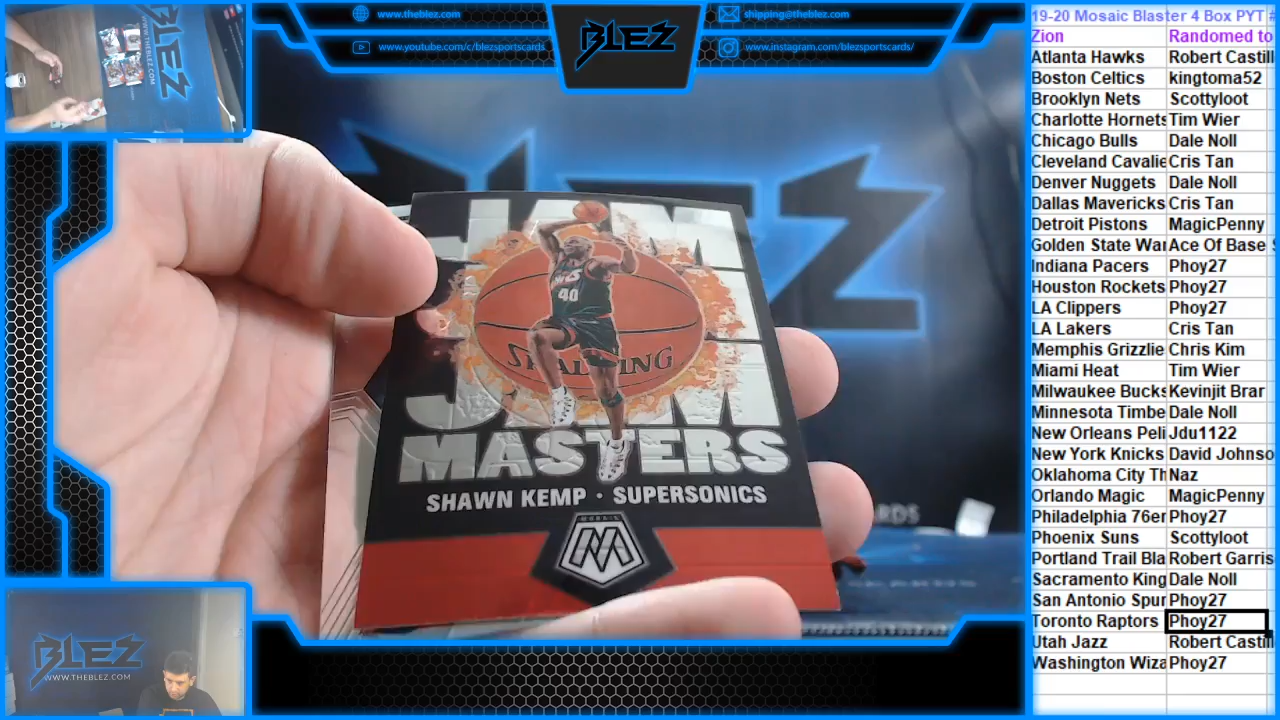 www.theblez.com
shipping@theblez.com
www.youtube.com/c/blezsportscards
www.instagram.com/blezsportscards/
BLEZ
WWW.THEBLEZ.COM
JAM
SPALDING
40
JAM
MASTERS
SHAWN KEMP · SUPERSONICS
MOSAIC
M
BLEZ
WWW.THEBLEZ.COM
19-20 Mosaic Blaster 4 Box PYT #
Zion Randomed to
Atlanta Hawks Robert Castill
Boston Celtics kingtoma52
Brooklyn Nets Scottyloot
Charlotte Hornets Tim Wier
Chicago Bulls Dale Noll
Cleveland Cavalie Cris Tan
Denver Nuggets Dale Noll
Dallas Mavericks Cris Tan
Detroit Pistons MagicPenny
Golden State War Ace Of Base
Indiana Pacers Phoy27
Houston Rockets Phoy27
LA Clippers Phoy27
LA Lakers Cris Tan
Memphis Grizzlie Chris Kim
Miami Heat Tim Wier
Milwaukee Bucks Kevinjit Brar
Minnesota Timbe Dale Noll
New Orleans Peli Jdu1122
New York Knicks David Johnso
Oklahoma City Th Naz
Orlando Magic MagicPenny
Philadelphia 76er Phoy27
Phoenix Suns Scottyloot
Portland Trail Bla Robert Garris
Sacramento King Dale Noll
San Antonio Spur Phoy27
Toronto Raptors Phoy27
Utah Jazz Robert Castill
Washington Wiza Phoy27